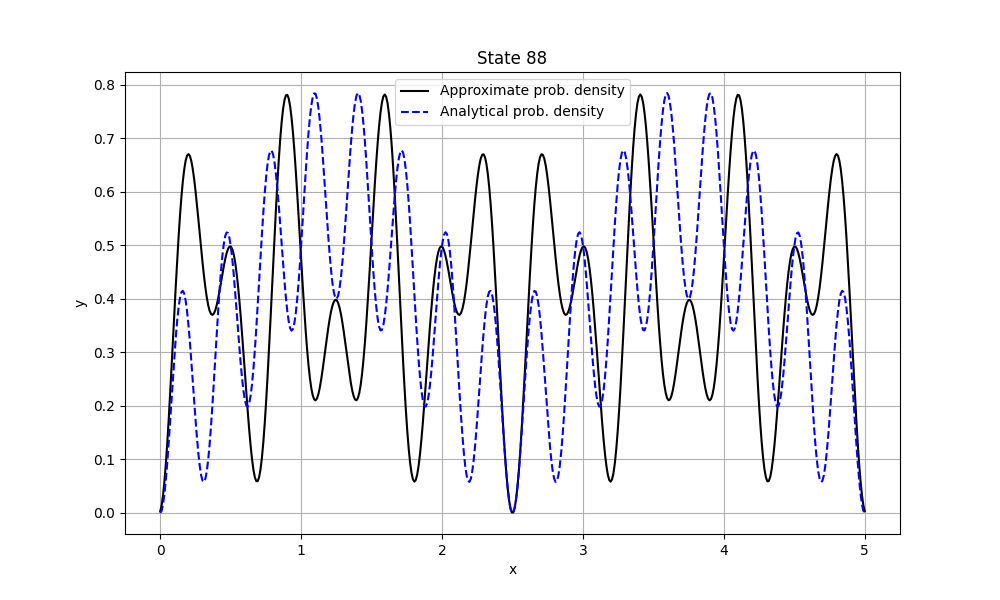 State 88
Approximate prob. density
Analytical prob. density
0.8
0.7
0.6
0.5
0.4
0.3
0.2
0.1
0.0
y
0 1 2 3 4 5
x